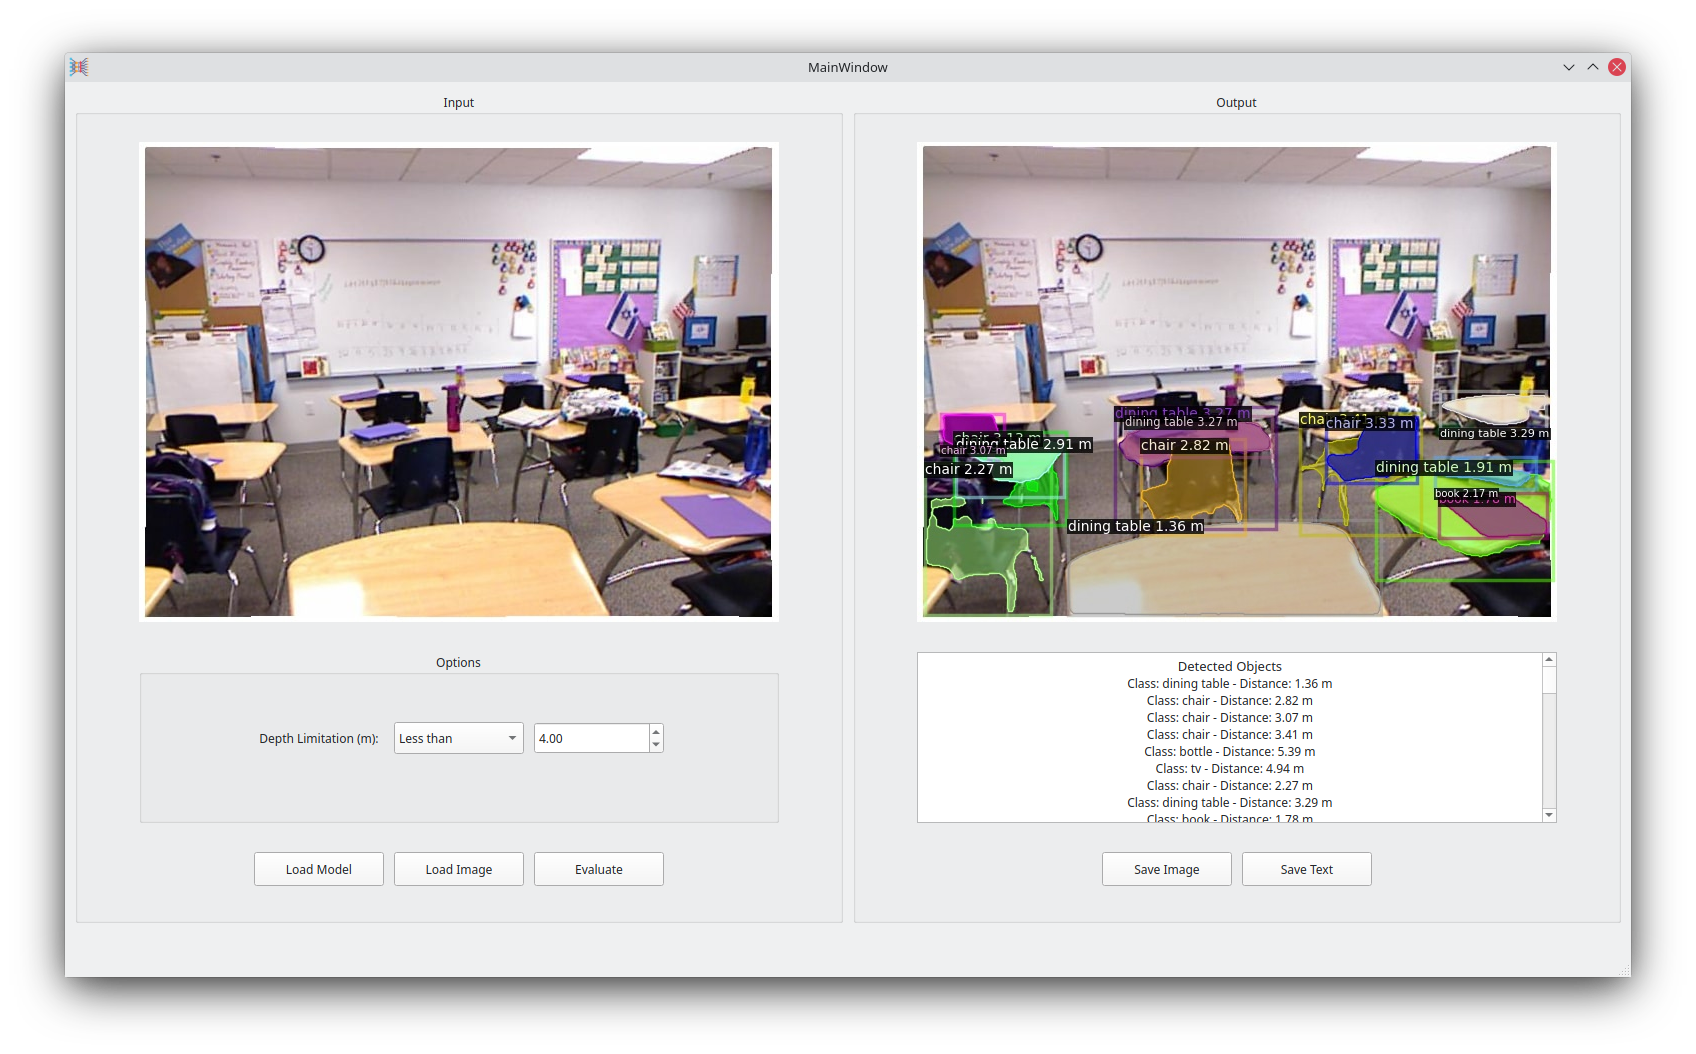 MainWindow
Input
Output
dining table 3.27 m
dining table 3.27 m
chair 3.33 m
dining table 3.29 m
dining table 2.91 m
chair 3.07 m
chair 2.82 m
chair 2.27 m
dining table 1.91 m
book 2.17 m
book 1.78 m
dining table 1.36 m
Options
Depth Limitation (m):
Less than
4.00
Detected Objects
Class: dining table - Distance: 1.36 m
Class: chair - Distance: 2.82 m
Class: chair - Distance: 3.07 m
Class: chair - Distance: 3.41 m
Class: bottle - Distance: 5.39 m
Class: tv - Distance: 4.94 m
Class: chair - Distance: 2.27 m
Class: dining table - Distance: 3.29 m
Class: book - Distance: 1.78 m
Load Model
Load Image
Evaluate
Save Image
Save Text